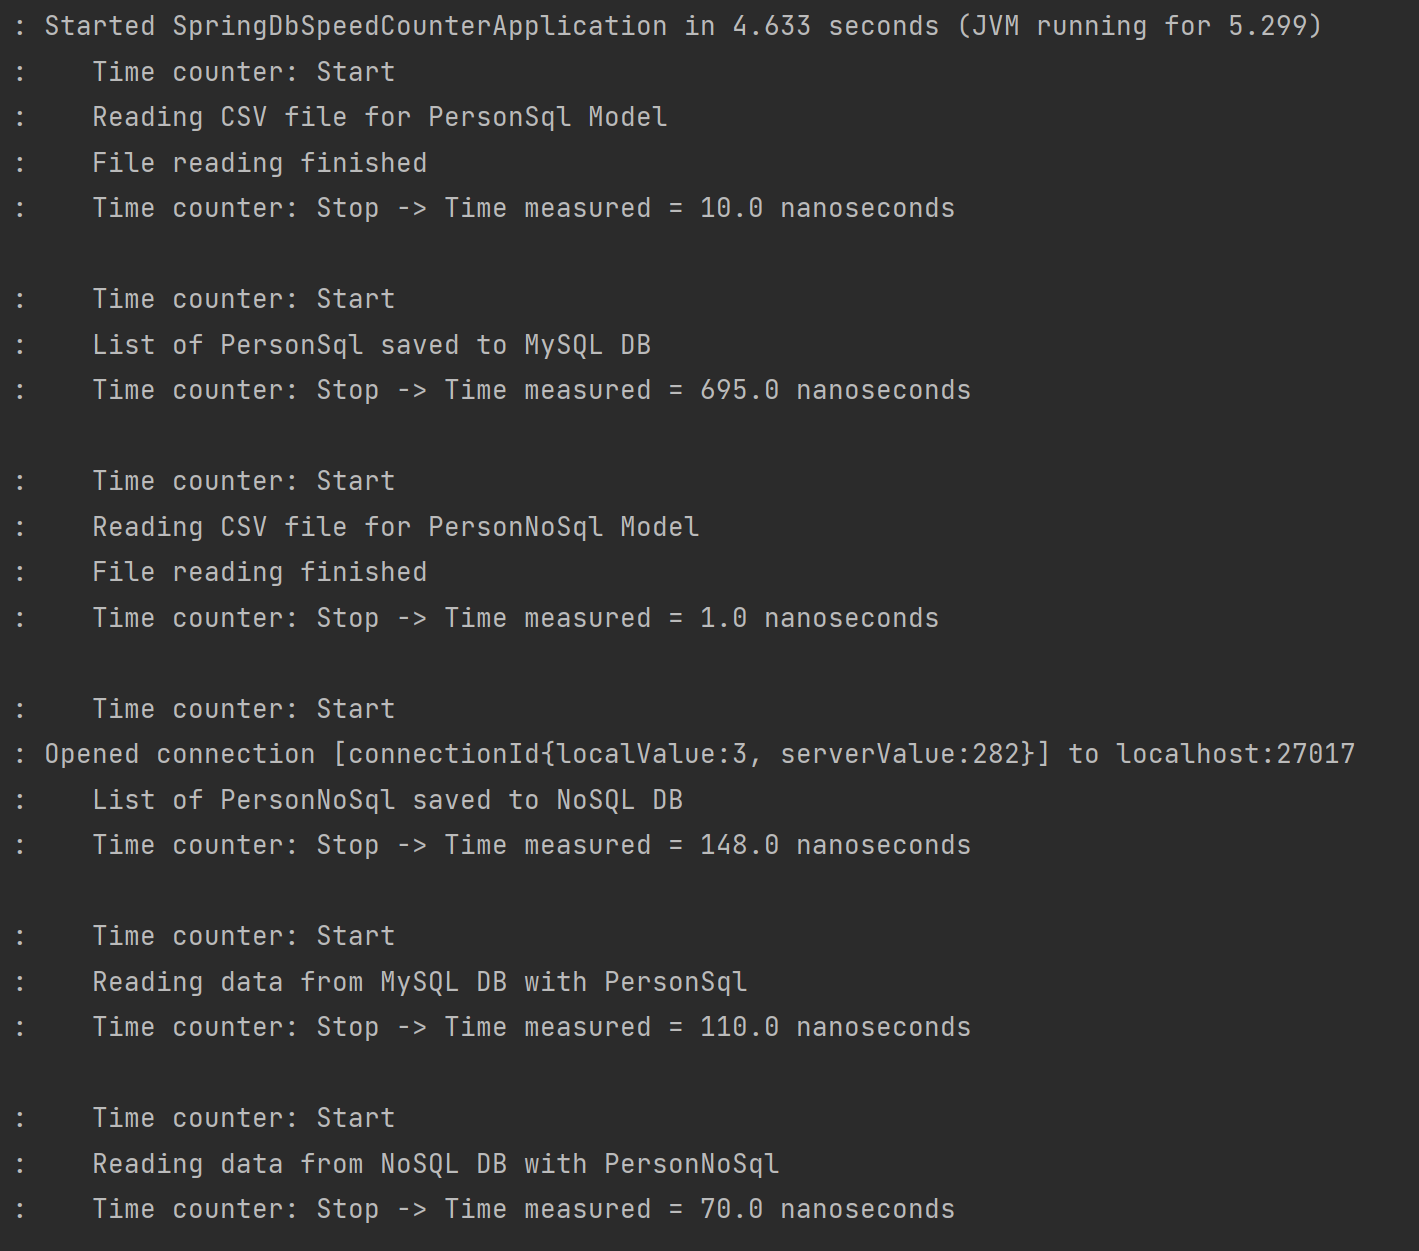 : Started SpringDbSpeedCounterApplication in 4.633 seconds (JVM running for 5.299)
:    Time counter: Start
:    Reading CSV file for PersonSql Model
:    File reading finished
:    Time counter: Stop -> Time measured = 10.0 nanoseconds
:    Time counter: Start
:    List of PersonSql saved to MySQL DB
:    Time counter: Stop -> Time measured = 695.0 nanoseconds
:    Time counter: Start
:    Reading CSV file for PersonNoSql Model
:    File reading finished
:    Time counter: Stop -> Time measured = 1.0 nanoseconds
:    Time counter: Start
: Opened connection [connectionId{localValue:3, serverValue:282}] to localhost:27017
:    List of PersonNoSql saved to NoSQL DB
:    Time counter: Stop -> Time measured = 148.0 nanoseconds
:    Time counter: Start
:    Reading data from MySQL DB with PersonSql
:    Time counter: Stop -> Time measured = 110.0 nanoseconds
:    Time counter: Start
:    Reading data from NoSQL DB with PersonNoSql
:    Time counter: Stop -> Time measured = 70.0 nanoseconds